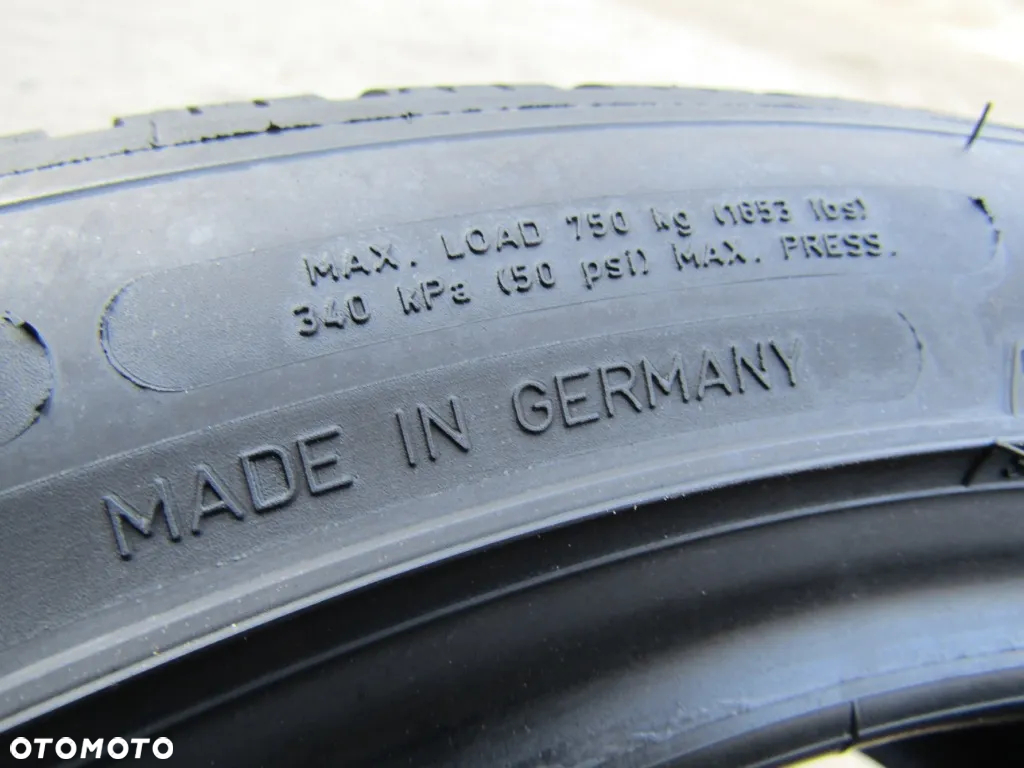 MAX. LOAD 750 kg (1653 lbs)
340 kPa (50 psi) MAX. PRESS.
MADE IN GERMANY
OTOMOTO